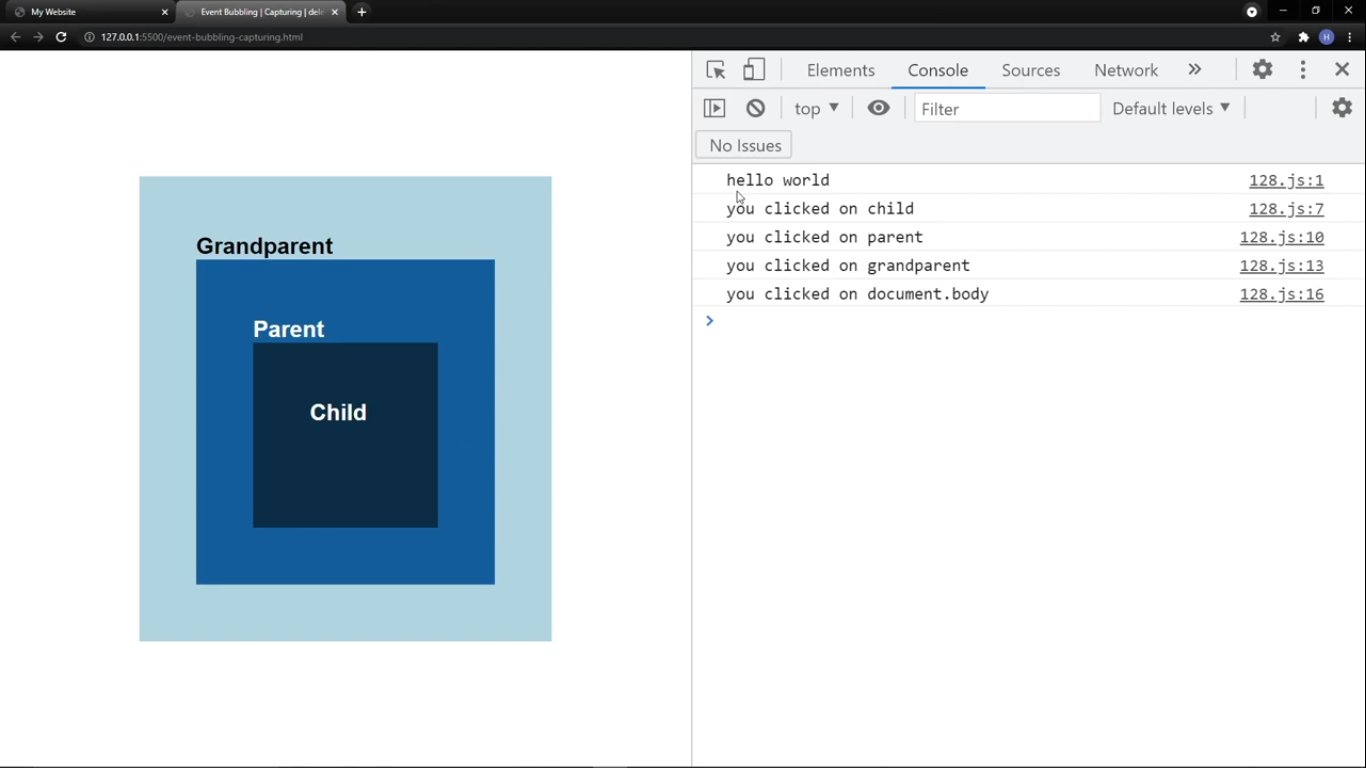 My Website
Event Bubbling | Capturing | dele
127.0.0.1:5500/event-bubbling-capturing.html
H
Elements Console Sources Network
top Filter Default levels
No Issues
hello world 128.js:1
you clicked on child 128.js:7
you clicked on parent 128.js:10
you clicked on grandparent 128.js:13
you clicked on document.body 128.js:16
Grandparent
Parent
Child